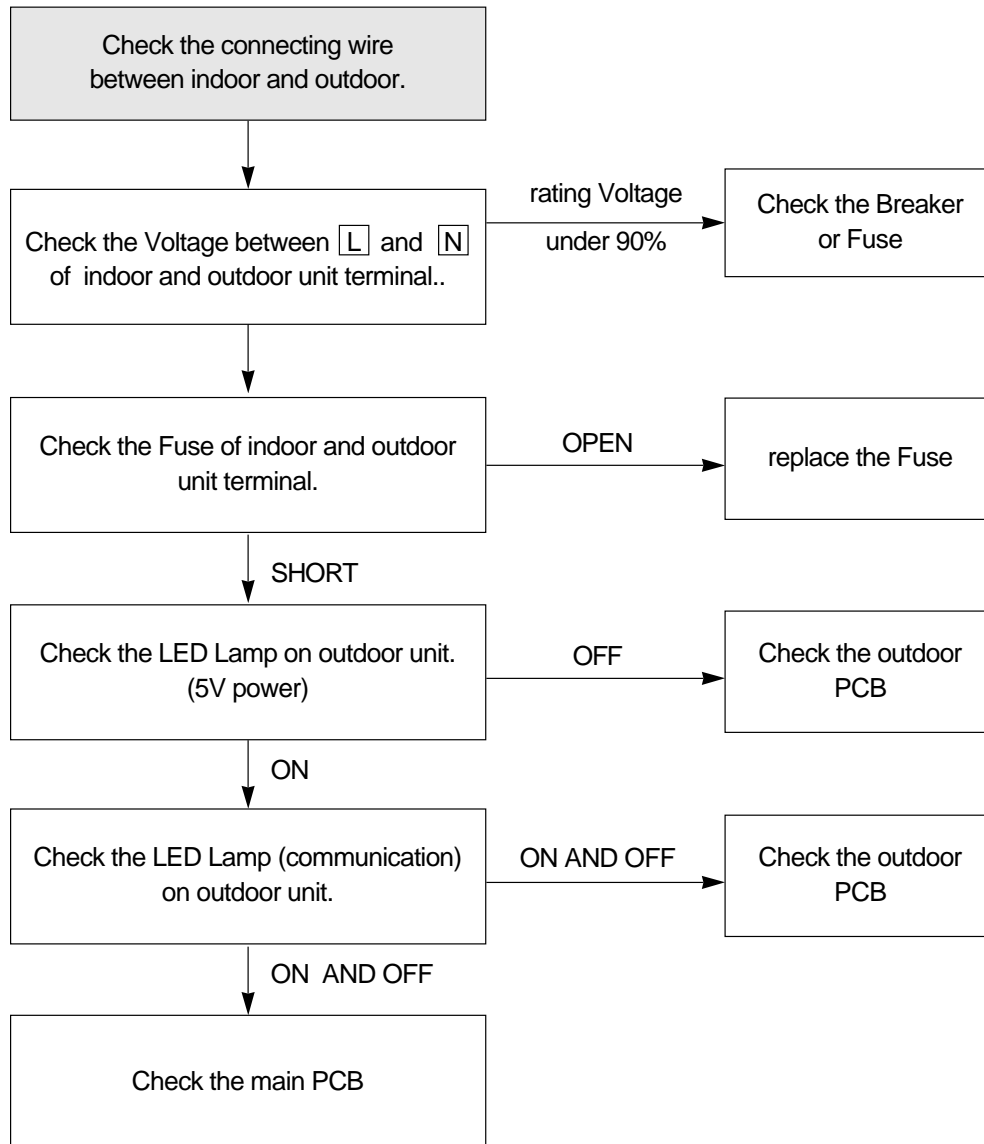 Check the connecting wire
between indoor and outdoor.
Check the Voltage between L and N
of indoor and outdoor unit terminal..
rating Voltage
under 90%
Check the Breaker
or Fuse
Check the Fuse of indoor and outdoor
unit terminal.
OPEN
replace the Fuse
SHORT
Check the LED Lamp on outdoor unit.
(5V power)
OFF
Check the outdoor
PCB
ON
Check the LED Lamp (communication)
on outdoor unit.
ON AND OFF
Check the outdoor
PCB
ON AND OFF
Check the main PCB